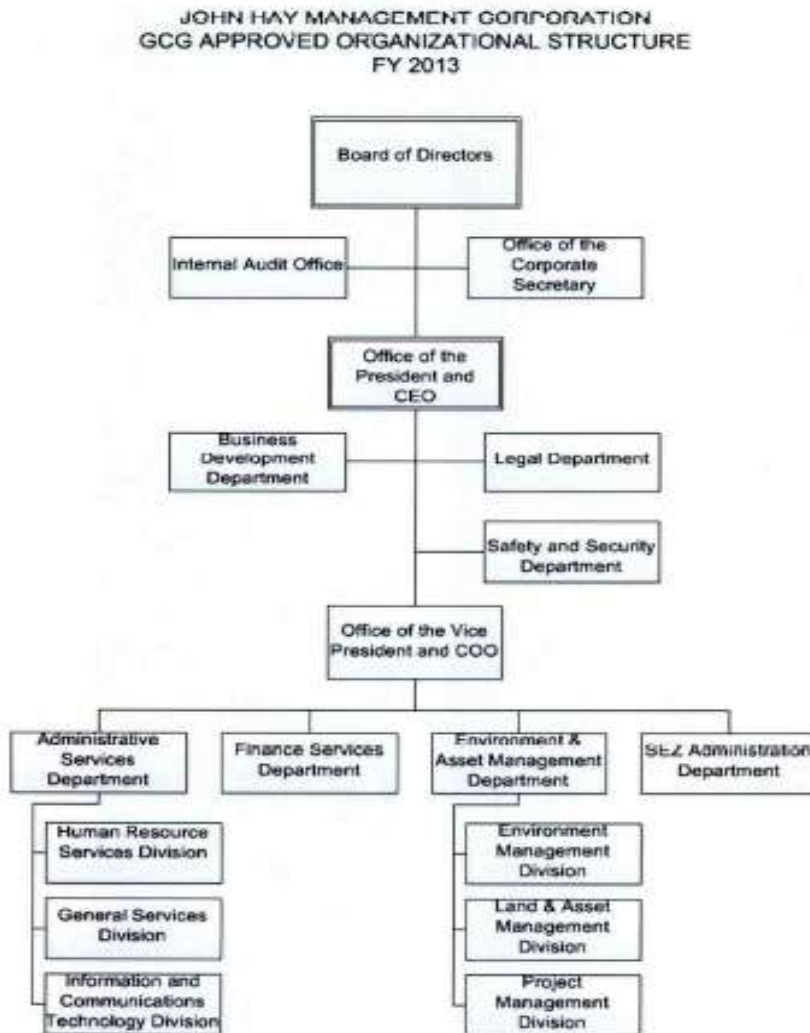 JOHN HAY MANAGEMENT CORPORATION
GCG APPROVED ORGANIZATIONAL STRUCTURE
FY 2013
Board of Directors
Internal Audit Office
Office of the
Corporate
Secretary
Office of the
President and
CEO
Business
Development
Department
Legal Department
Safety and Security
Department
Office of the Vice
President and COO
Administrative
Services
Department
Finance Services
Department
Environment &
Asset Management
Department
SEZ Administration
Department
Human Resource
Services Division
General Services
Division
Information and
Communications
Technology Division
Environment
Management
Division
Land & Asset
Management
Division
Project
Management
Division